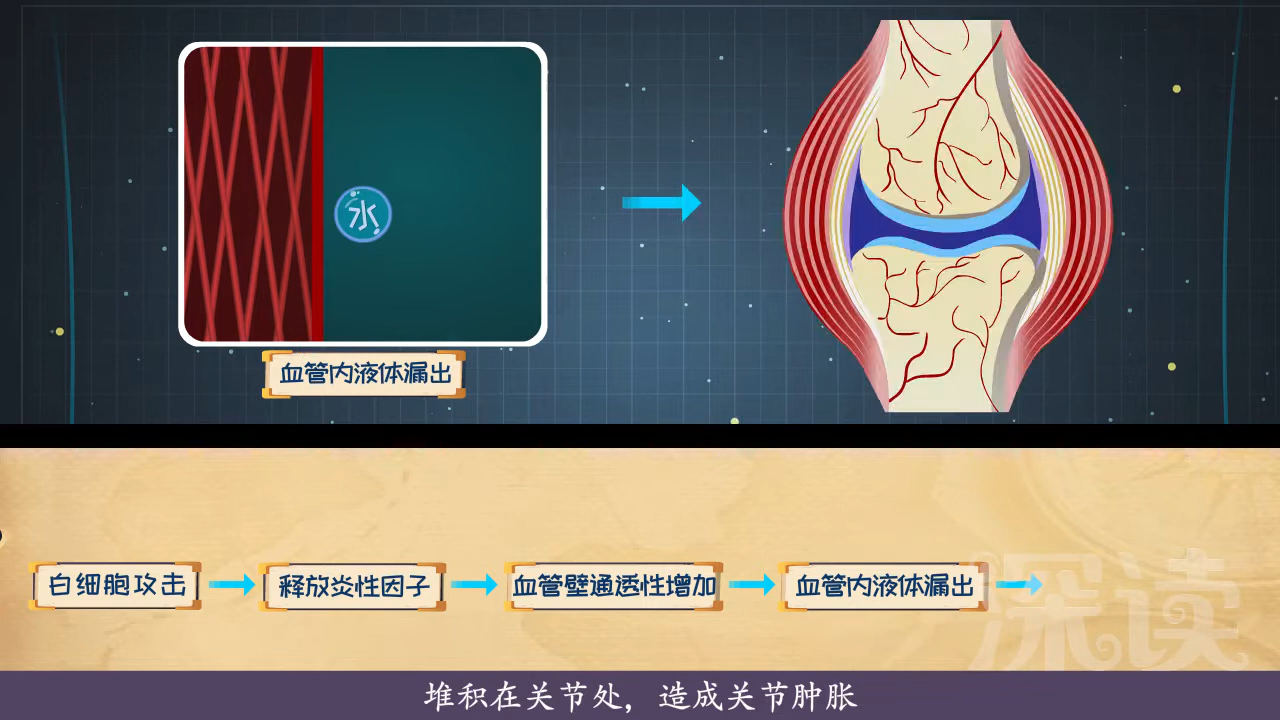 水
血管内液体漏出
白细胞攻击
释放炎性因子
血管壁通透性增加
血管内液体漏出
深读
堆积在关节处，造成关节肿胀